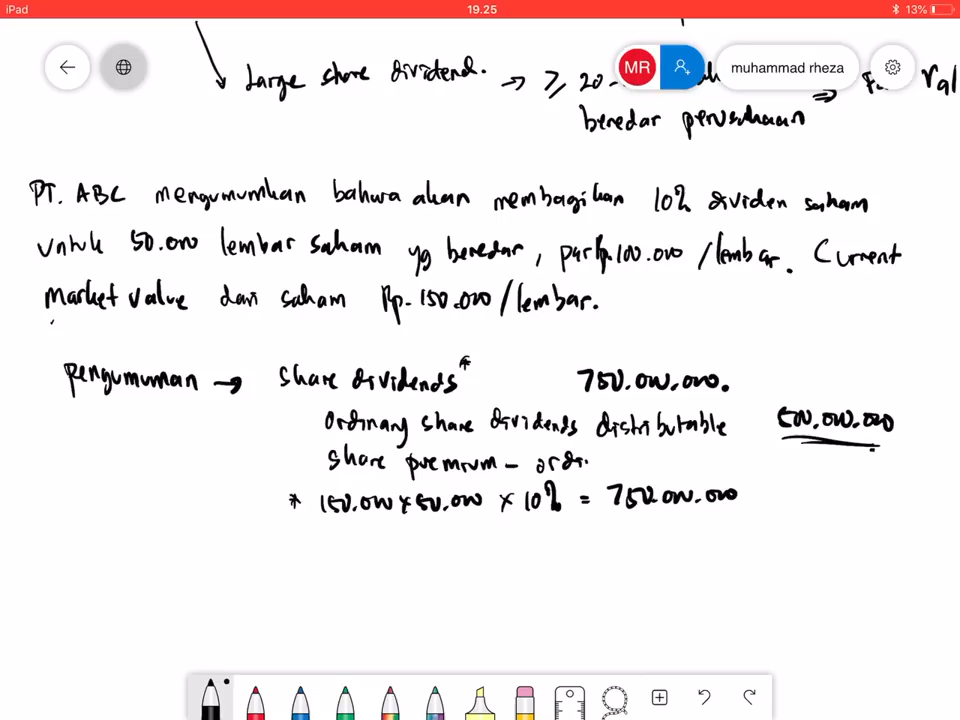 iPad 19.25 13%
Large share dividend. → ≥ 20
MR muhammad rheza
beredar perusahaan ⇒
PT. ABC mengumumkan bahwa akan membagikan 10% dividen saham
untuk 50.000 lembar saham yg beredar, par Rp.100.000 /lembar. Current
market value dari saham Rp.150.000/lembar.
pengumuman → share dividends* 750.000.000.
ordinary share dividends distributable 500.000.000
share premium - ordi
* 150.000 x 50.000 x 10% = 750.000.000